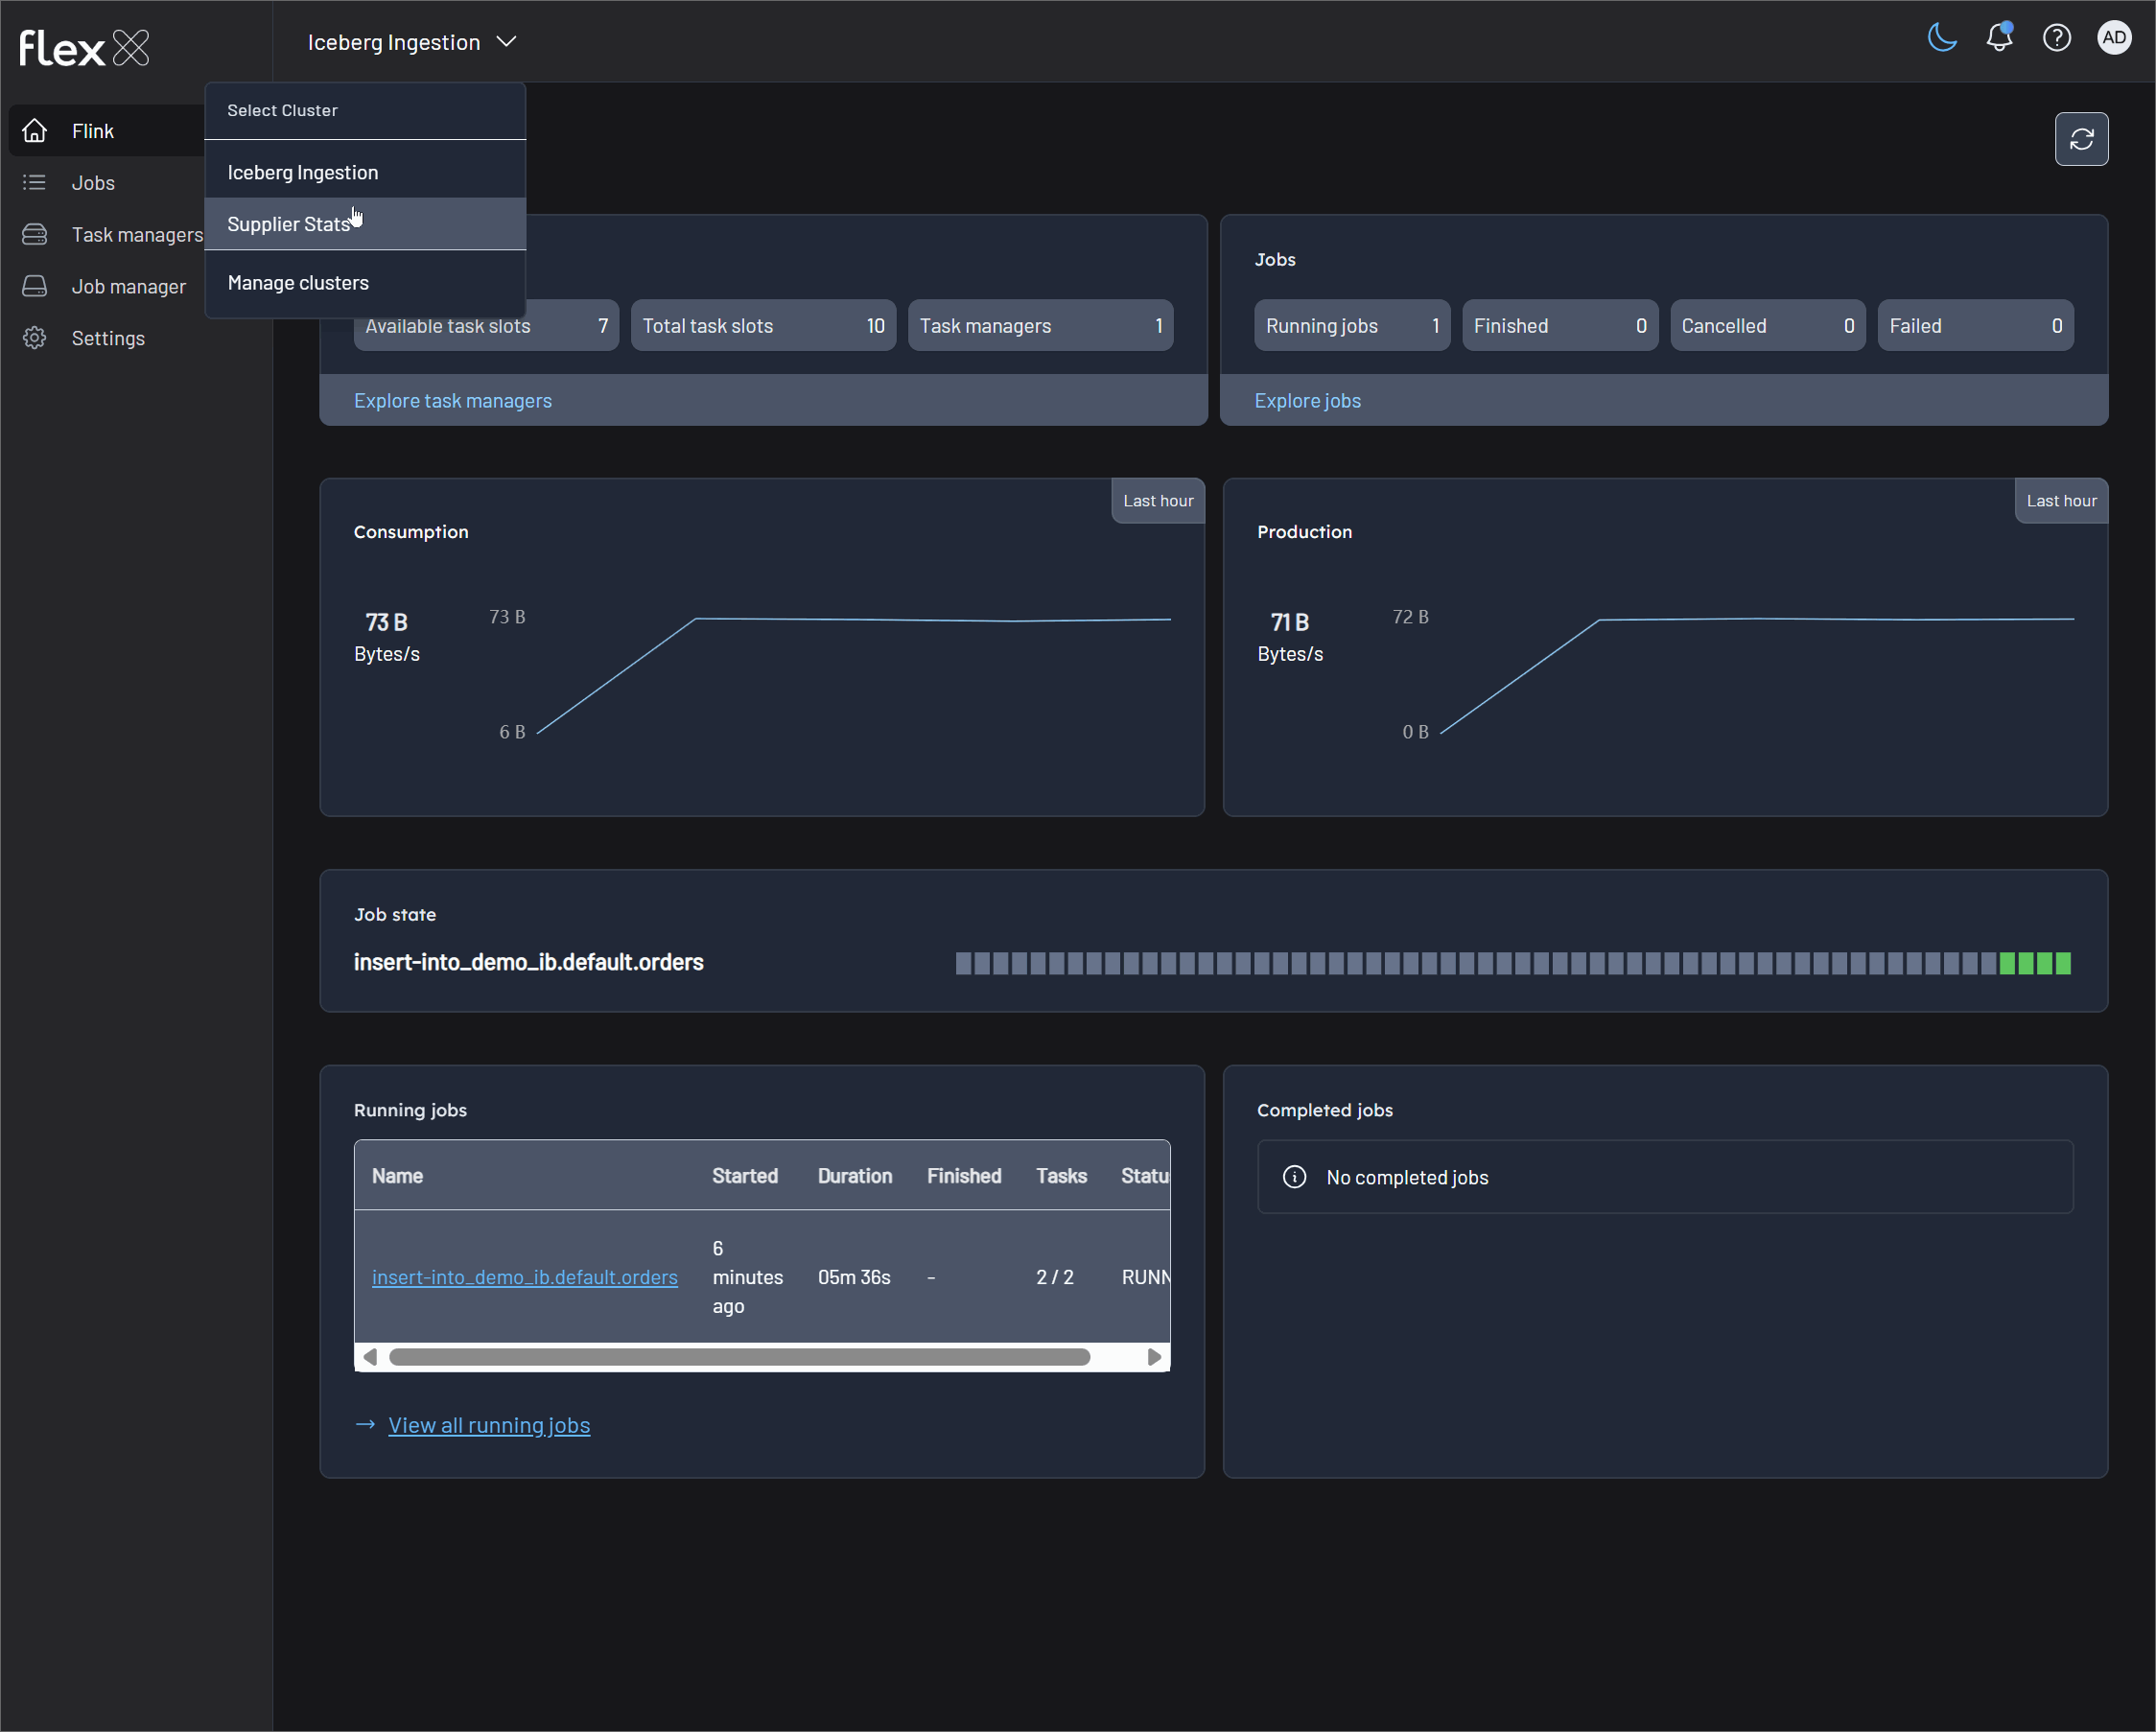 flex
Iceberg Ingestion
AD
Select Cluster
Iceberg Ingestion
Supplier Stats
Manage clusters
Flink
Jobs
Task managers
Job manager
Settings
Available task slots 7
Total task slots 10
Task managers 1
Explore task managers
Jobs
Running jobs 1
Finished 0
Cancelled 0
Failed 0
Explore jobs
Last hour
Consumption
73 B
Bytes/s
73 B
6 B
Last hour
Production
71 B
Bytes/s
72 B
0 B
Job state
insert-into_demo_ib.default.orders
Running jobs
Name Started Duration Finished Tasks Statu
insert-into_demo_ib.default.orders 6 minutes ago 05m 36s - 2 / 2 RUNN
View all running jobs
Completed jobs
No completed jobs